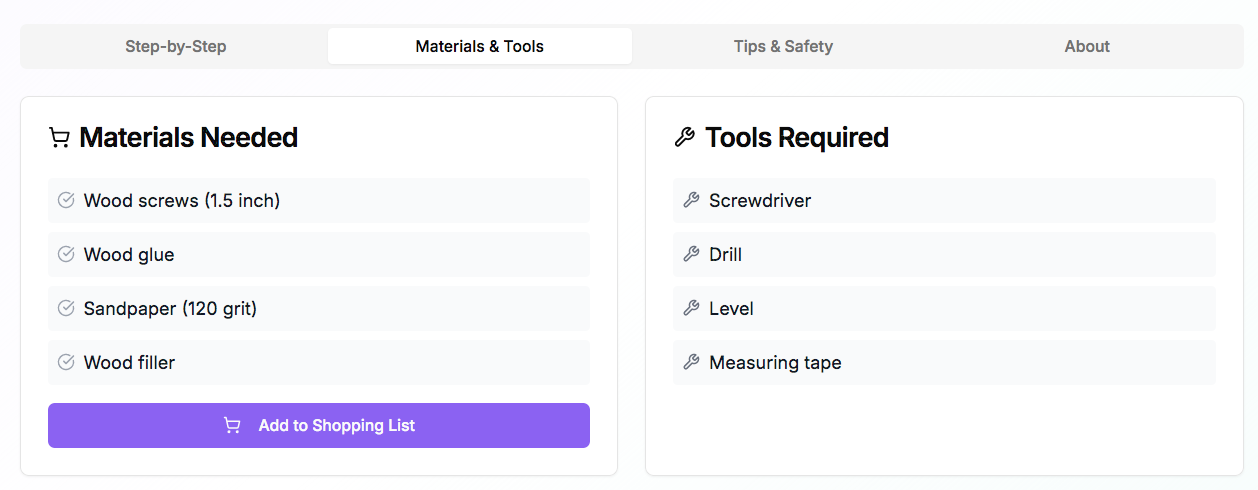 Step-by-Step
Materials & Tools
Tips & Safety
About
Materials Needed
Wood screws (1.5 inch)
Wood glue
Sandpaper (120 grit)
Wood filler
Add to Shopping List
Tools Required
Screwdriver
Drill
Level
Measuring tape